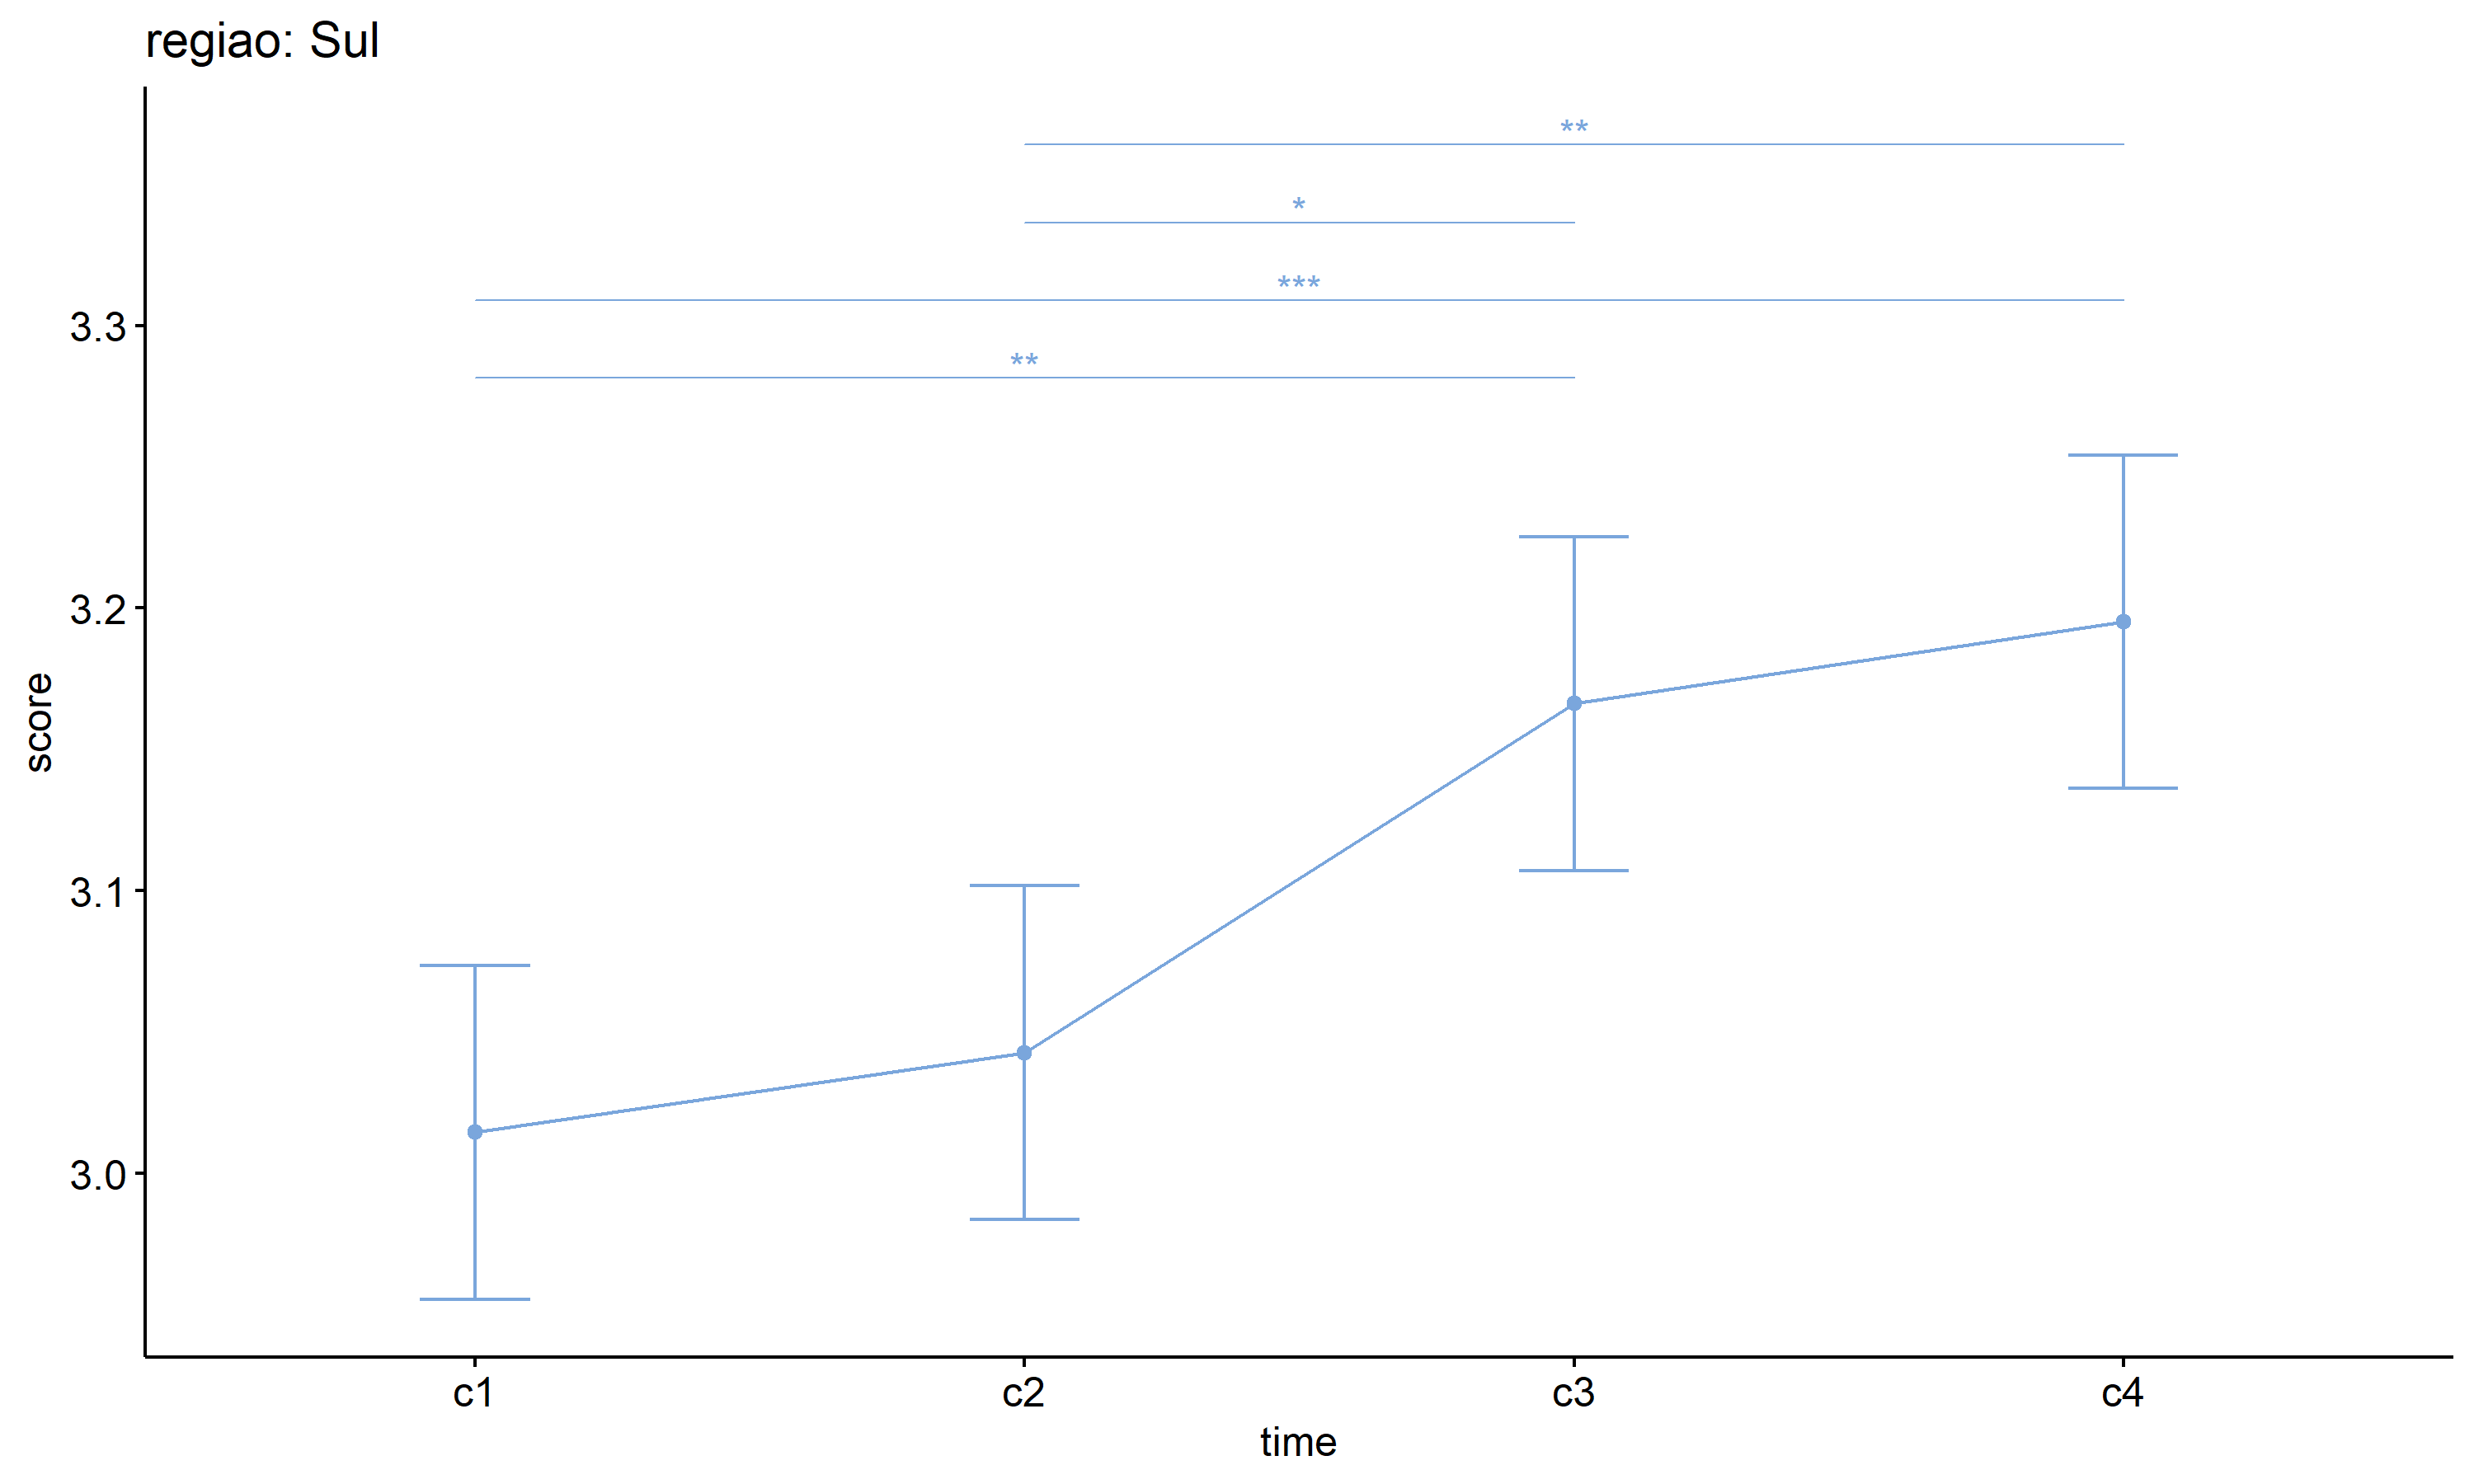 regiao: Sul
**
*
***
**
3.3
3.2
3.1
3.0
score
c1 c2 c3 c4
time